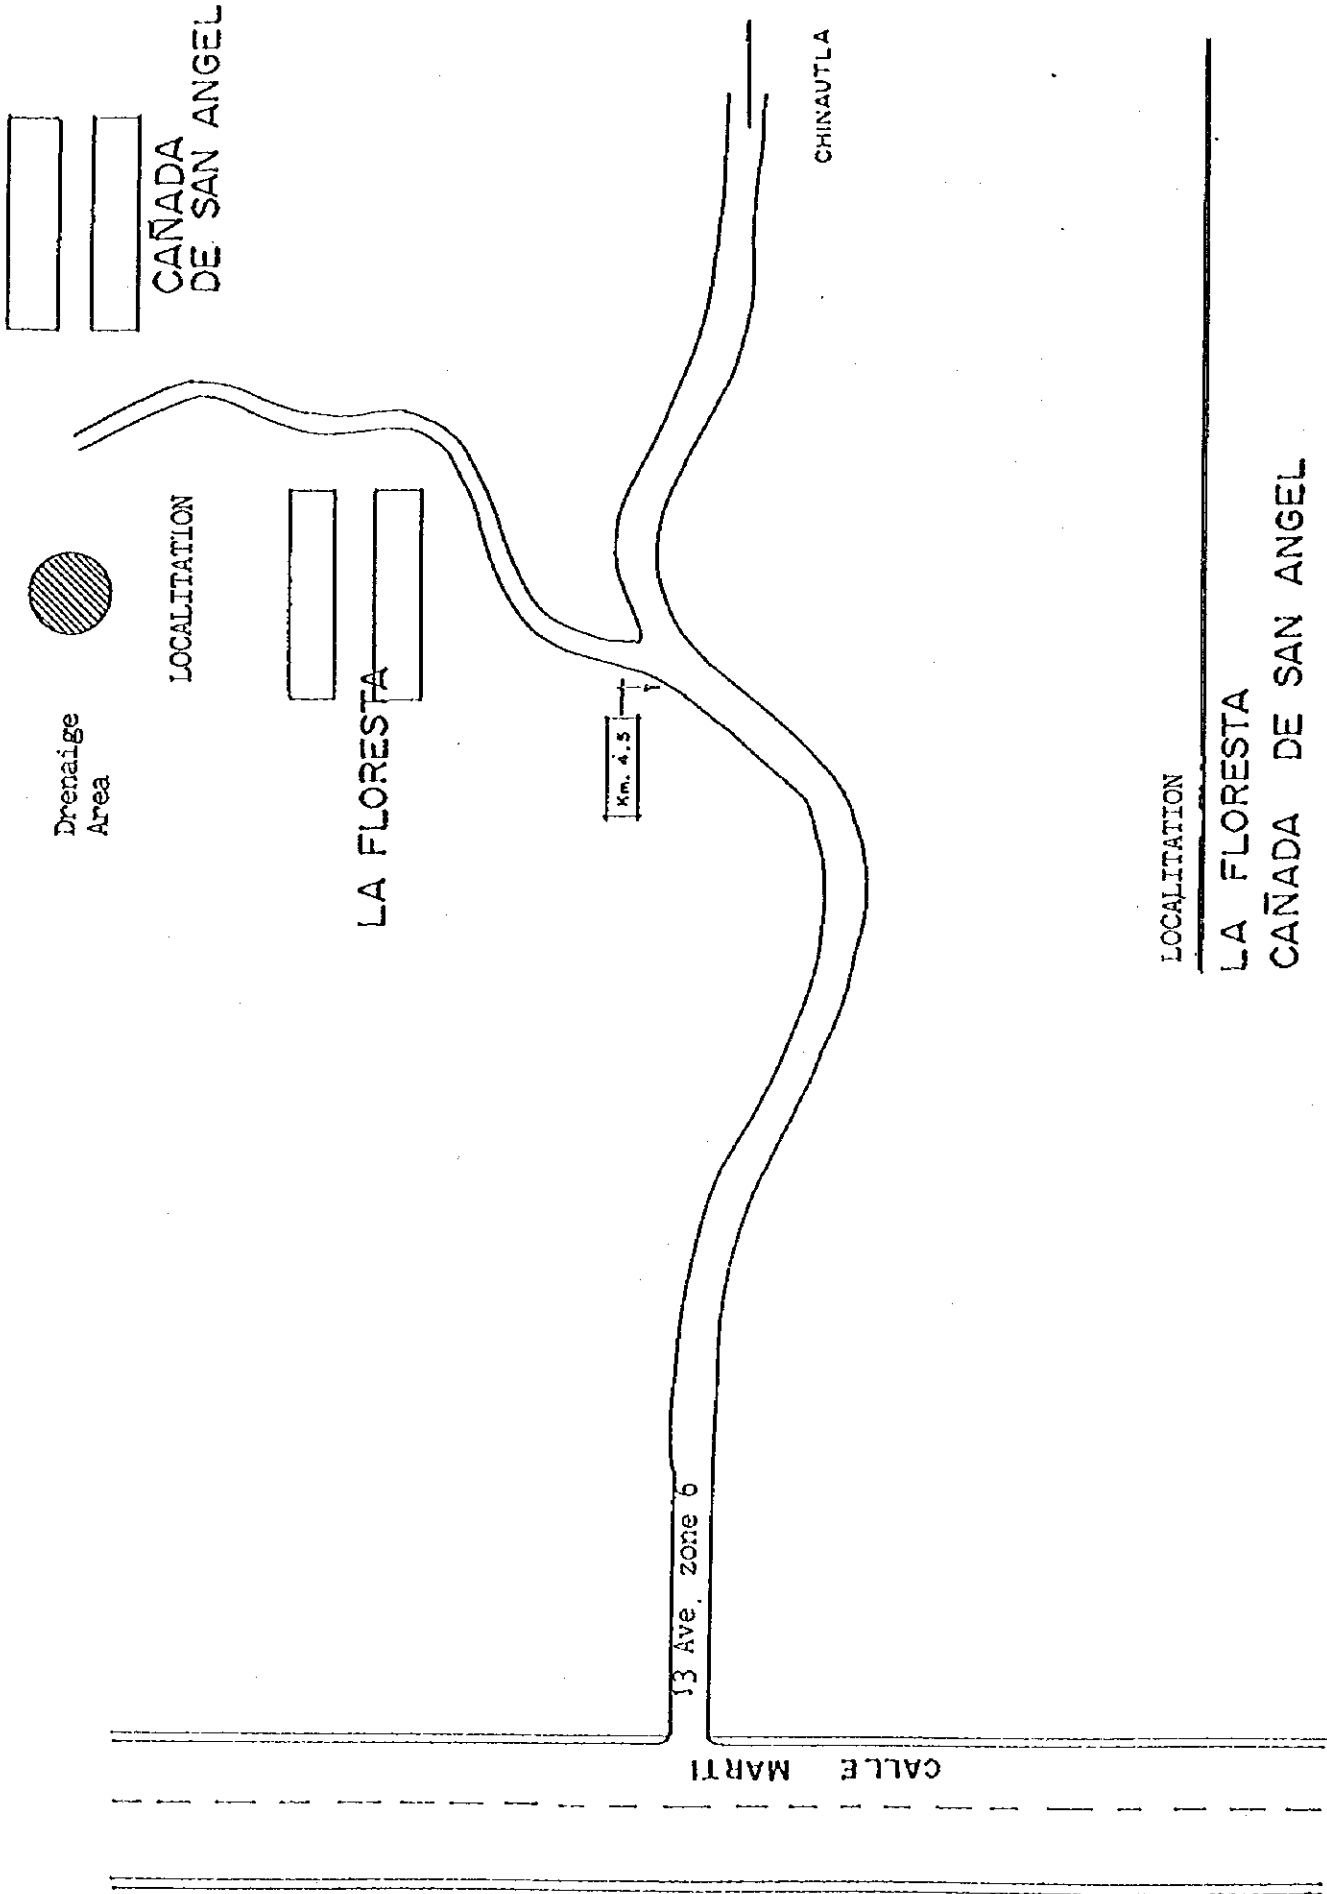 CAÑADA
DE SAN ANGEL
Drenaige
Area
LOCALITATION
LA FLORESTA
Km. 4.5
CHINAUTLA
13 Ave. zone 6
CALLE MARTI
LOCALITATION
LA FLORESTA
CAÑADA DE SAN ANGEL